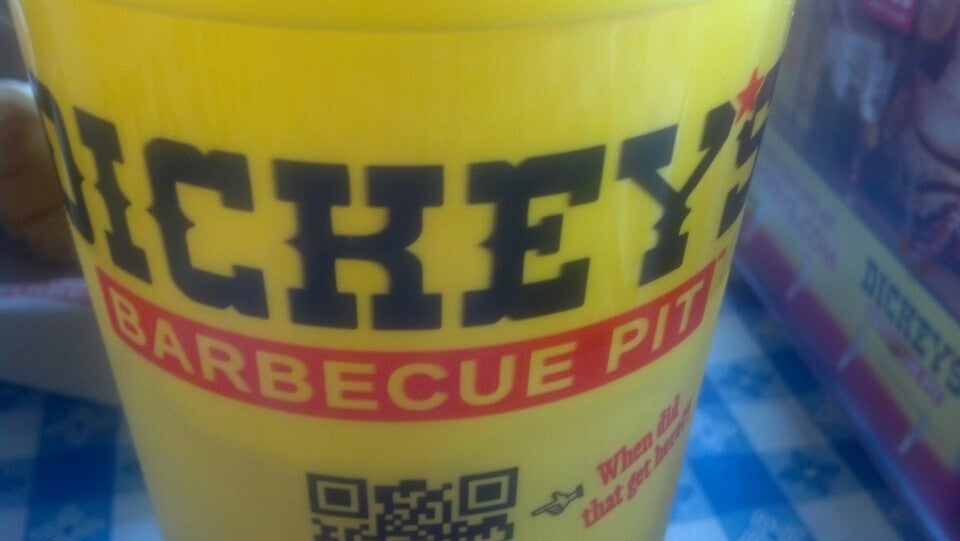 DICKEY'S
BARBECUE PIT
When did
that get here?
DICKEY'S